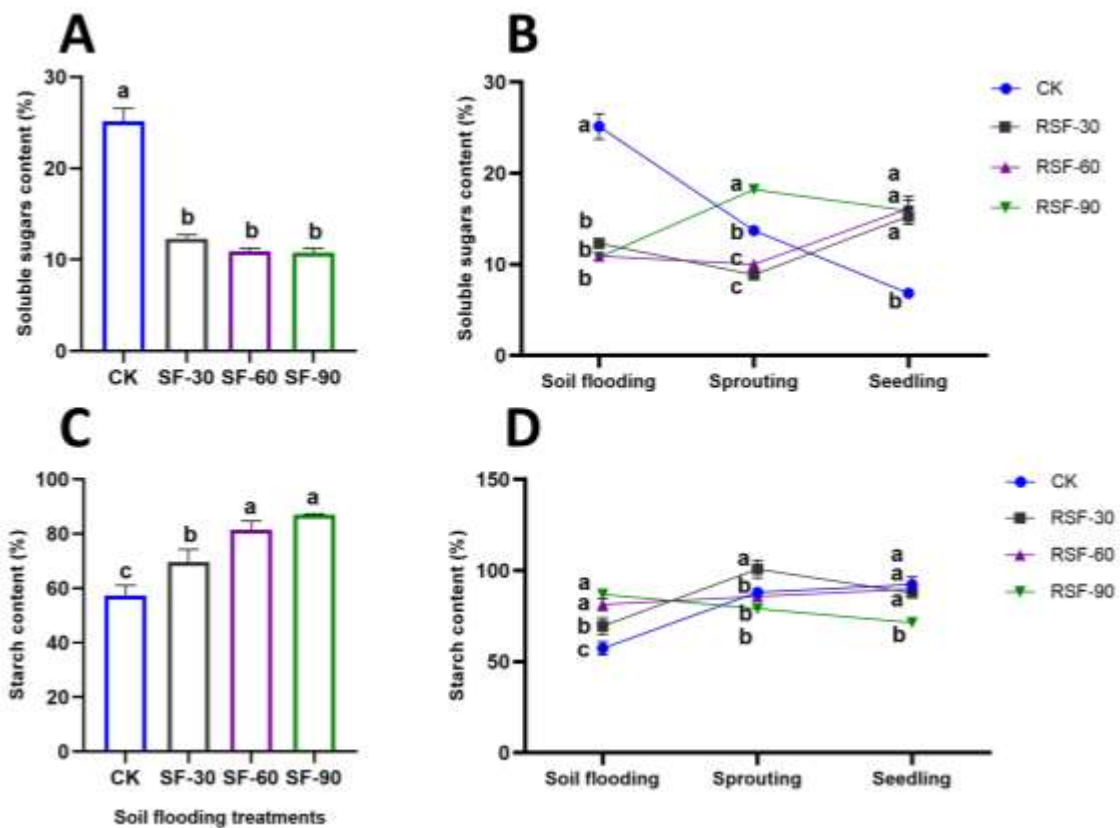 A
Soluble sugars content (%)
30
20
10
0
a
b
b
b
CK SF-30 SF-60 SF-90
B
Soluble sugars content (%)
30
20
10
0
a
b
b
b
a
b
c
c
a
a
a
b
Soil flooding Sprouting Seedling
CK
RSF-30
RSF-60
RSF-90
C
Starch content (%)
100
80
60
40
20
0
c
b
a
a
CK SF-30 SF-60 SF-90
Soil flooding treatments
D
Starch content (%)
150
100
50
0
a
a
b
c
a
b
b
b
a
a
a
b
Soil flooding Sprouting Seedling
CK
RSF-30
RSF-60
RSF-90